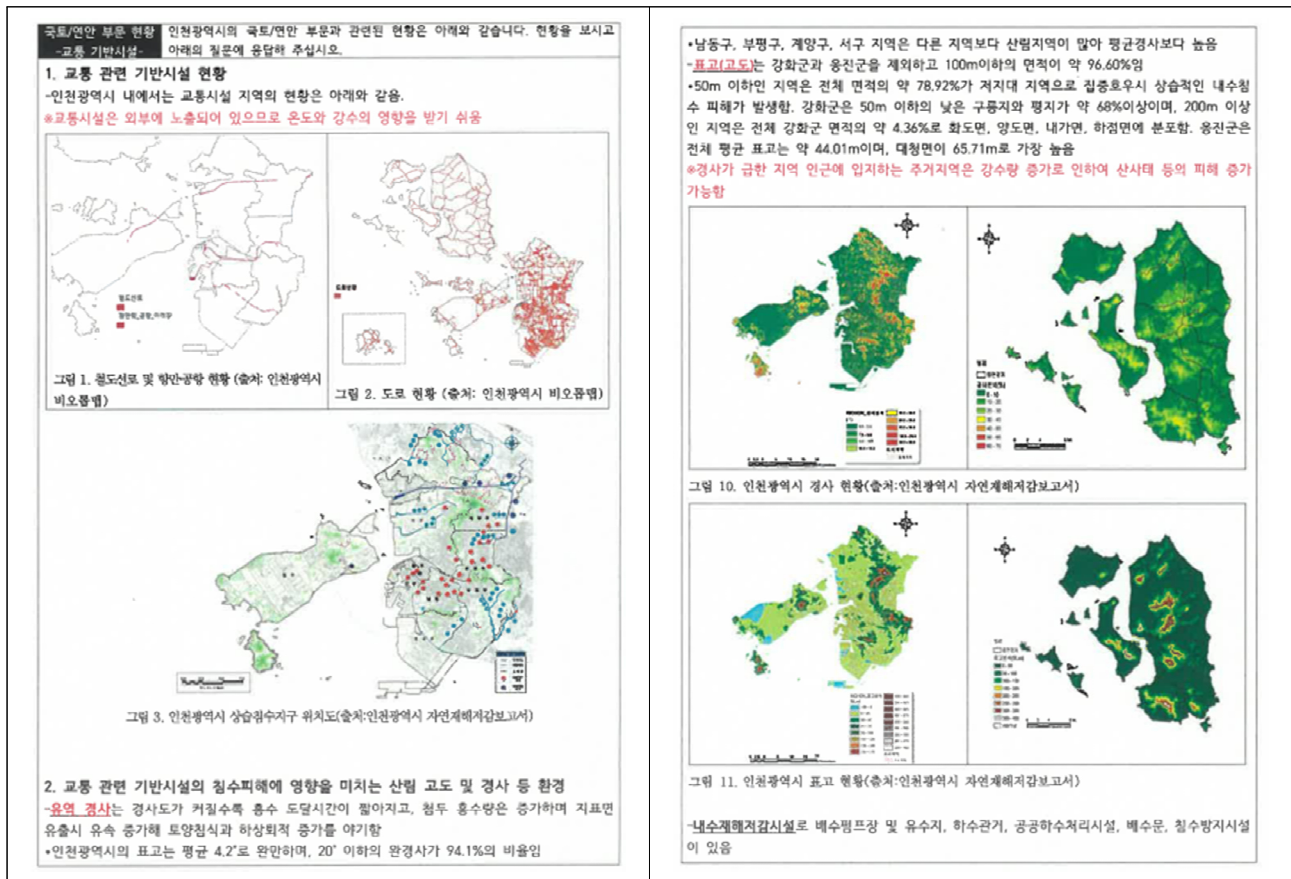 국토/연안 부문 현황
-교통 기반시설-
인천광역시의 국토/연안 부문과 관련된 현황은 아래와 같습니다. 현황을 보시고
아래의 질문에 응답해 주십시오.
1. 교통 관련 기반시설 현황
-인천광역시 내에서는 교통시설 지역의 현황은 아래와 같음.
※교통시설은 외부에 노출되어 있으므로 온도와 강수의 영향을 받기 쉬움
철도선로
항만_공항
도로
그림 1. 철도선로 및 항만·공항 현황 (출처: 인천광역시
비오톱맵)
그림 2. 도로 현황 (출처: 인천광역시 비오톱맵)
그림 3. 인천광역시 상습침수지구 위치도(출처:인천광역시 자연재해저감보고서)
2. 교통 관련 기반시설의 침수피해에 영향을 미치는 산림 고도 및 경사 등 환경
-유역 경사는 경사도가 커질수록 홍수 도달시간이 짧아지고, 첨두 홍수량은 증가하며 지표면
유출시 유속 증가해 토양침식과 하상퇴적 증가를 야기함
•인천광역시의 표고는 평균 4.2°로 완만하며, 20° 이하의 완경사가 94.1%의 비율임
•남동구, 부평구, 계양구, 서구 지역은 다른 지역보다 산림지역이 많아 평균경사보다 높음
-표고(고도)는 강화군과 옹진군을 제외하고 100m이하의 면적이 약 96.60%임
•50m 이하인 지역은 전체 면적의 약 78.92%가 저지대 지역으로 집중호우시 상습적인 내수침
수 피해가 발생함. 강화군은 50m 이하의 낮은 구릉지와 평지가 약 68%이상이며, 200m 이상
인 지역은 전체 강화군 면적의 약 4.36%로 화도면, 양도면, 내가면, 하점면에 분포함. 옹진군은
전체 평균 표고는 약 44.01m이며, 대청면이 65.71m로 가장 높음
※경사가 급한 지역 인근에 입지하는 주거지역은 강수량 증가로 인하여 산사태 등의 피해 증가
가능함
그림 10. 인천광역시 경사 현황(출처:인천광역시 자연재해저감보고서)
그림 11. 인천광역시 표고 현황(출처:인천광역시 자연재해저감보고서)
-내수재해저감시설로 배수펌프장 및 유수지, 하수관거, 공공하수처리시설, 배수문, 침수방지시설
이 있음